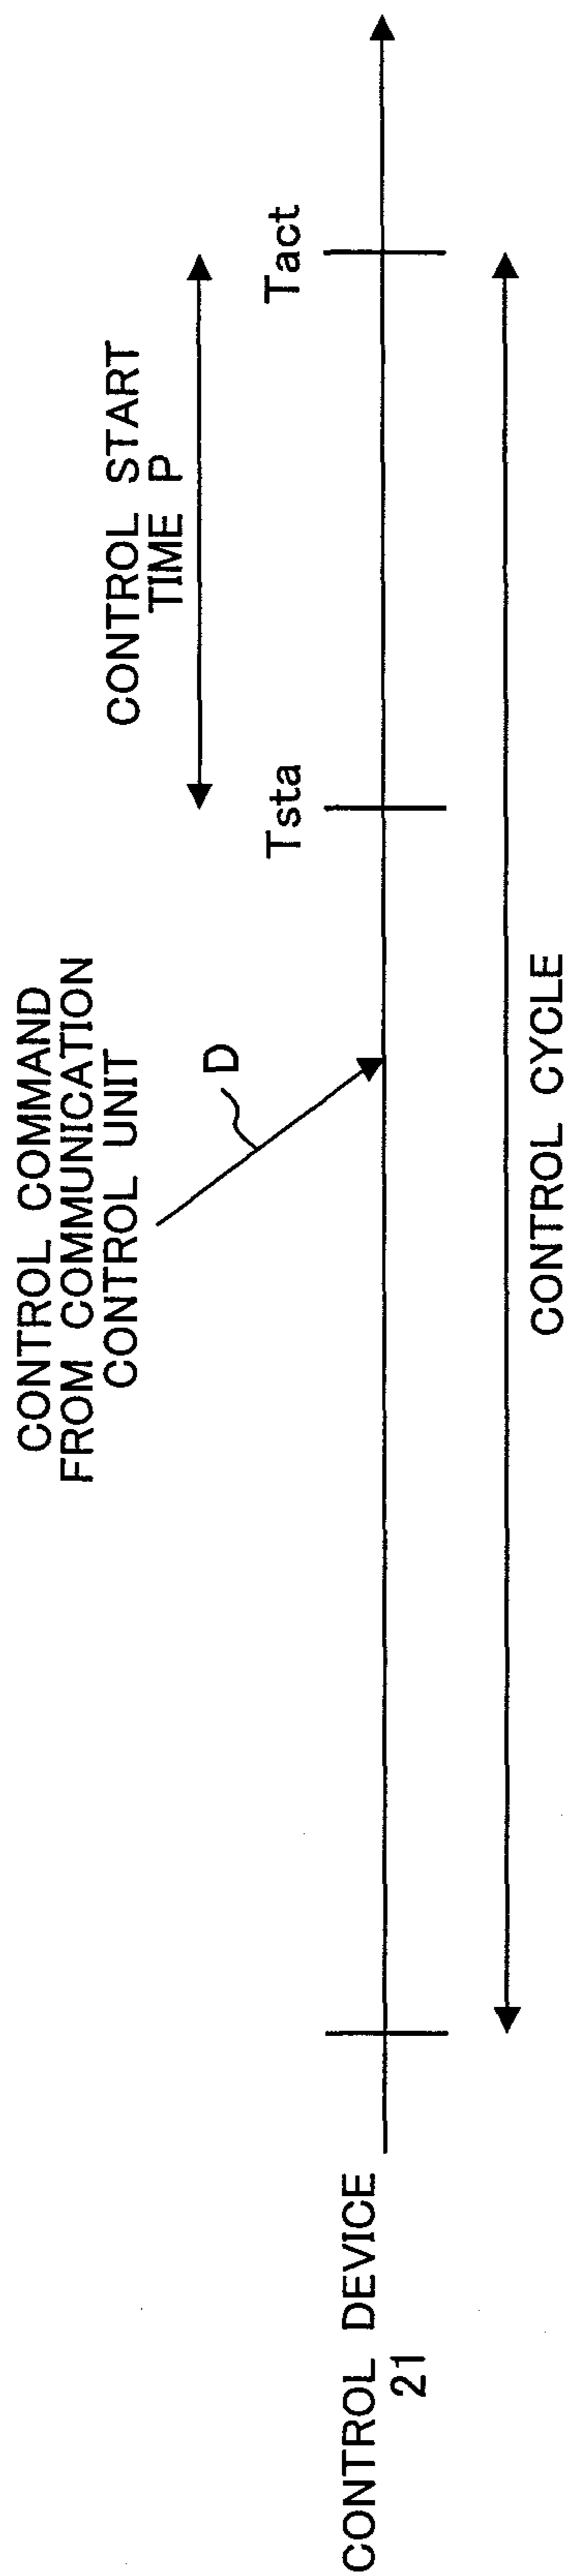 CONTROL COMMAND
FROM COMMUNICATION
CONTROL UNIT
D
CONTROL START
TIME P
Tsta
Tact
CONTROL DEVICE
21
CONTROL CYCLE